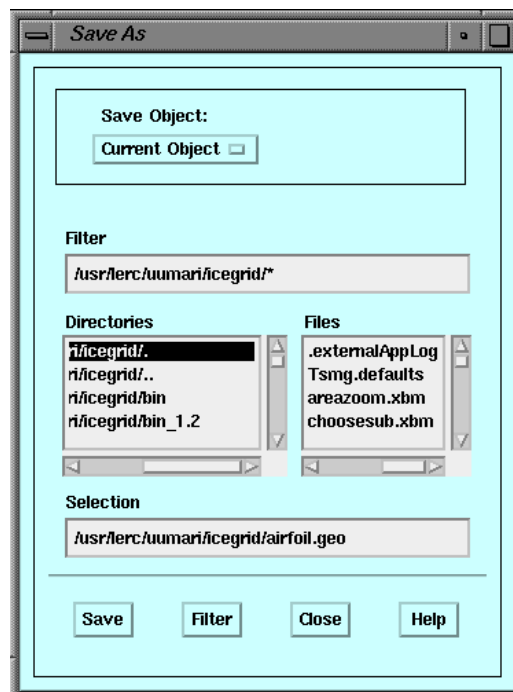 Save As
Save Object:
Current Object
Filter
/usr/lerc/uumari/icegrid/*
Directories
ri/icegrid/.
ri/icegrid/..
ri/icegrid/bin
ri/icegrid/bin_1.2
Files
.externalAppLog
Tsmg.defaults
areazoom.xbm
choosesub.xbm
Selection
/usr/lerc/uumari/icegrid/airfoil.geo
Save
Filter
Close
Help